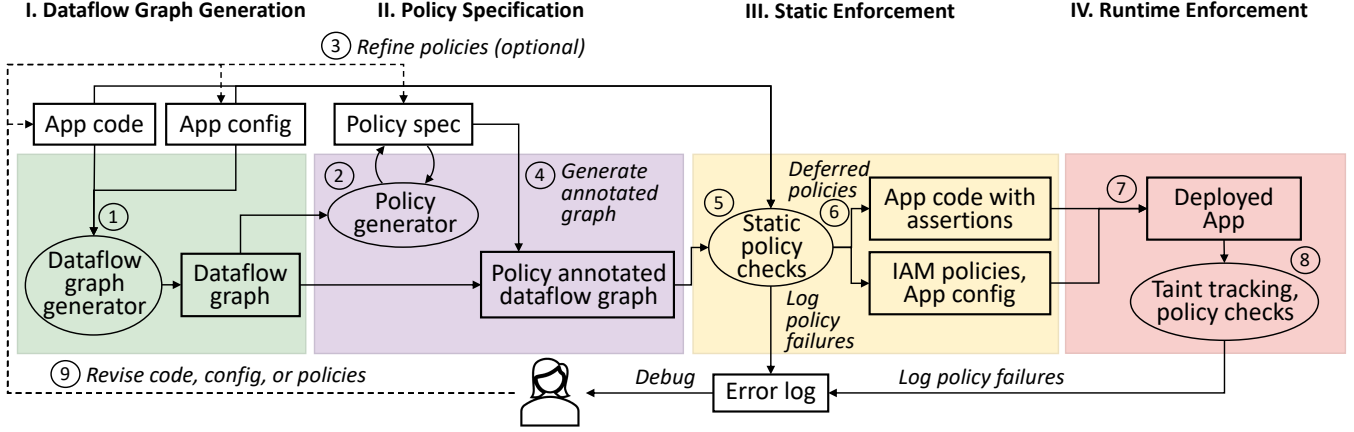 I. Dataflow Graph Generation
II. Policy Specification
III. Static Enforcement
IV. Runtime Enforcement
3 Refine policies (optional)
App code
App config
Policy spec
1
Dataflow
graph
generator
Dataflow
graph
2
Policy
generator
4 Generate
annotated
graph
Policy annotated
dataflow graph
5
Static
policy
checks
Deferred
policies
6
App code with
assertions
IAM policies,
App config
Log
policy
failures
7
Deployed
App
8
Taint tracking,
policy checks
9 Revise code, config, or policies
Debug
Error log
Log policy failures